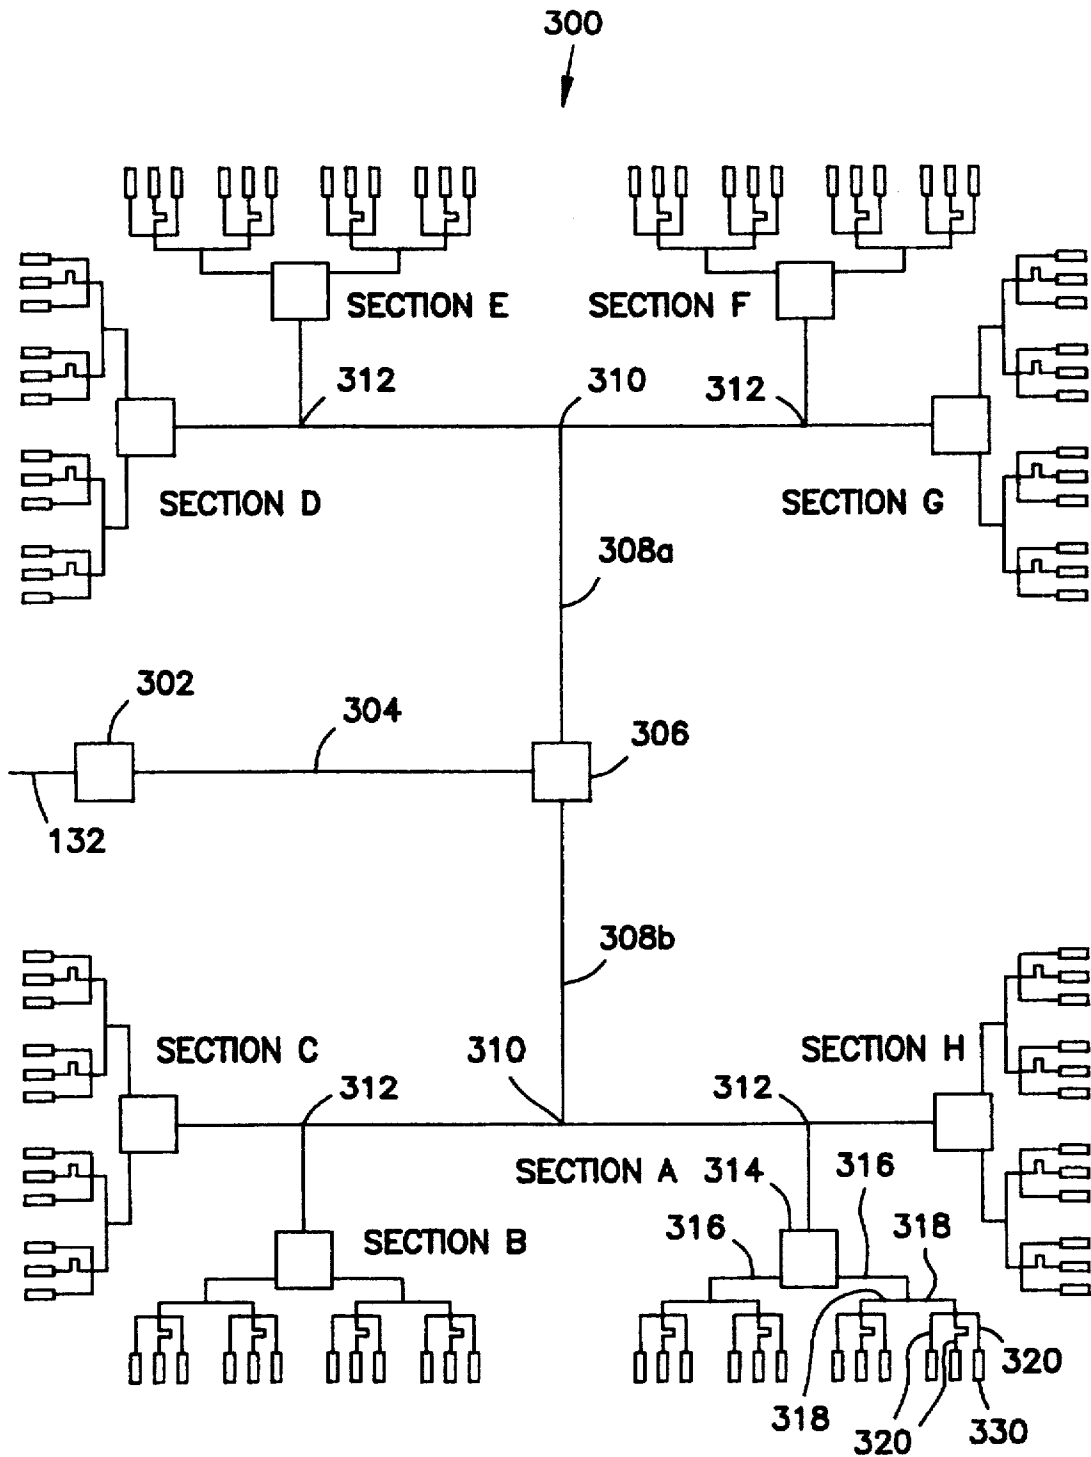 300
SECTION E
SECTION F
312
310
312
SECTION D
SECTION G
308a
302
304
306
132
308b
SECTION C
310
SECTION H
312
312
SECTION A
314
316
316
318
SECTION B
320
318
320
330